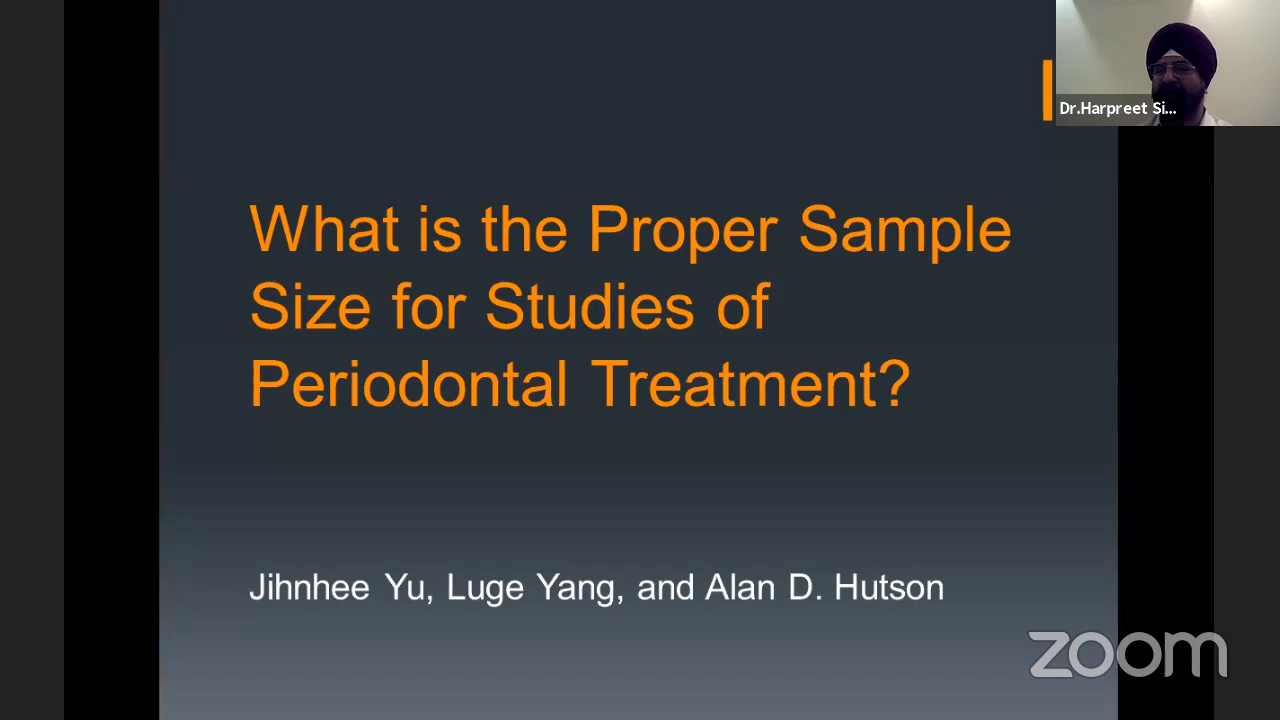 Dr.Harpreet Si...
What is the Proper Sample
Size for Studies of
Periodontal Treatment?
Jihnhee Yu, Luge Yang, and Alan D. Hutson
zoom